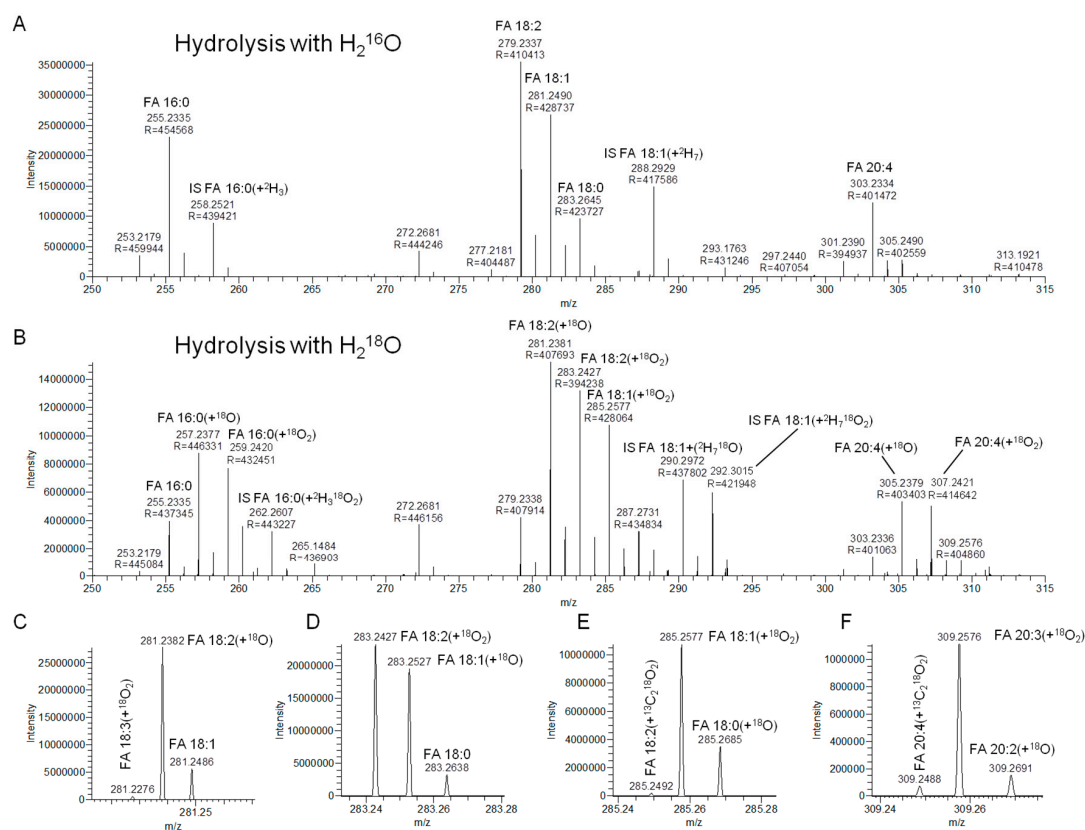 A
Hydrolysis with H₂¹⁶O
FA 18:2
279.2337
R=410413
FA 18:1
281.2490
R=428737
FA 16:0
255.2335
R=454568
IS FA 18:1(+²H₇)
288.2929
R=417586
IS FA 16:0(+²H₃)
258.2521
R=439421
FA 18:0
283.2645
R=423727
FA 20:4
303.2334
R=401472
253.2179
R=459944
272.2681
R=444246
277.2181
R=404487
293.1763
R=431246
297.2440
R=407054
301.2390
R=394937
305.2490
R=402559
313.1921
R=410478
35000000
30000000
25000000
20000000
15000000
10000000
5000000
0
Intensity
250 255 260 265 270 275 280 285 290 295 300 305 310 315
m/z
B
Hydrolysis with H₂¹⁸O
FA 18:2(+¹⁸O)
281.2381
R=407693
FA 18:2(+¹⁸O₂)
283.2427
R=394238
FA 18:1(+¹⁸O₂)
285.2577
R=428064
FA 16:0(+¹⁸O)
257.2377
R=446331
FA 16:0(+¹⁸O₂)
259.2420
R=432451
IS FA 18:1(+²H₇¹⁸O₂)
292.3015
R=421948
IS FA 18:1+(²H₇¹⁸O)
290.2972
R=437802
FA 20:4(+¹⁸O)
305.2379
R=403403
FA 20:4(+¹⁸O₂)
307.2421
R=414642
FA 16:0
255.2335
R=437345
IS FA 16:0(+²H₃¹⁸O₂)
262.2607
R=443227
253.2179
R=445084
265.1484
R=436903
272.2681
R=446156
279.2338
R=407914
287.2731
R=434834
303.2336
R=401063
309.2576
R=404860
14000000
12000000
10000000
8000000
6000000
4000000
2000000
0
Intensity
250 255 260 265 270 275 280 285 290 295 300 305 310 315
m/z
C
281.2382
FA 18:2(+¹⁸O)
FA 18:3(+¹⁸O₂)
281.2276
FA 18:1
281.2486
25000000
20000000
15000000
10000000
5000000
0
Intensity
281.25
m/z
D
283.2427
FA 18:2(+¹⁸O₂)
283.2527
FA 18:1(+¹⁸O)
FA 18:0
283.2638
20000000
15000000
10000000
5000000
0
Intensity
283.24 283.26 283.28
m/z
E
285.2577
FA 18:1(+¹⁸O₂)
FA 18:2(+¹³C₂¹⁸O₂)
285.2492
FA 18:0(+¹⁸O)
285.2685
10000000
8000000
6000000
4000000
2000000
0
Intensity
285.24 285.26 285.28
m/z
F
309.2576
FA 20:3(+¹⁸O₂)
FA 20:4(+¹³C₂¹⁸O₂)
309.2488
FA 20:2(+¹⁸O)
309.2691
1000000
800000
600000
400000
200000
0
Intensity
309.24 309.26
m/z